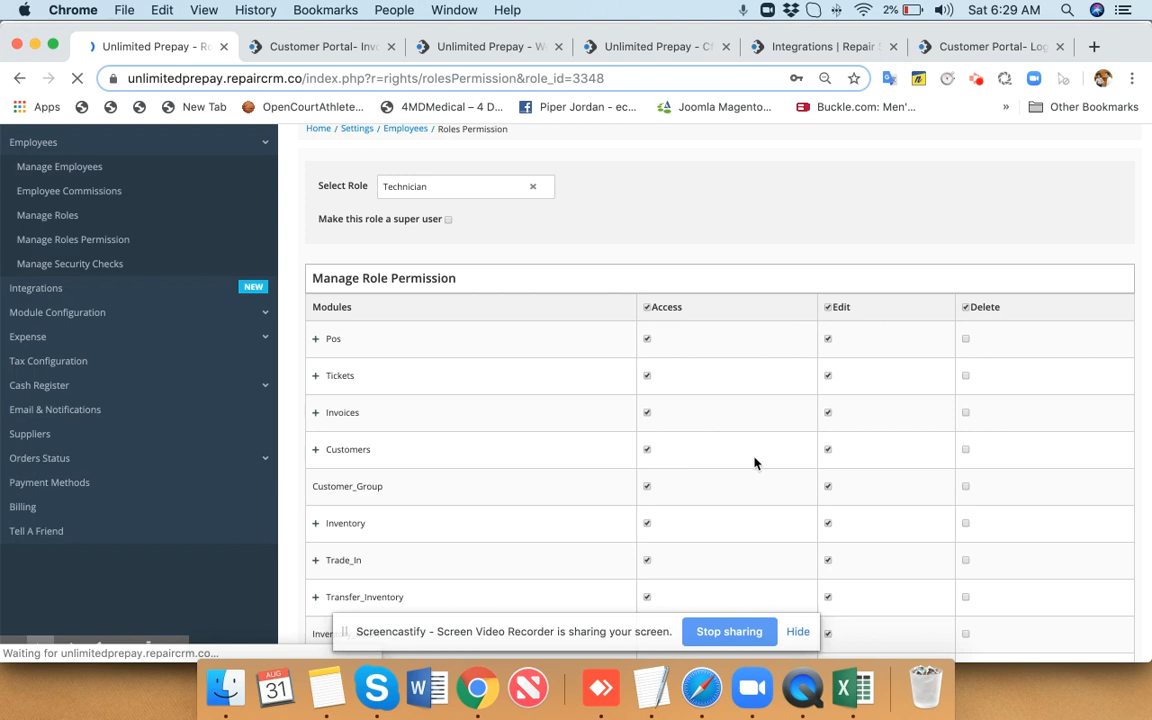 Chrome File Edit View History Bookmarks People Window Help 2% Sat 6:29 AM
Unlimited Prepay - Ro Customer Portal- Invo Unlimited Prepay - W Unlimited Prepay - C Integrations | Repair Customer Portal- Log
unlimitedprepay.repaircrm.co/index.php?r=rights/rolesPermission&role_id=3348
Apps New Tab OpenCourtAthlete... 4MDMedical – 4 D... Piper Jordan - ec... Joomla Magento... Buckle.com: Men'... » Other Bookmarks
Home / Settings / Employees / Roles Permission
Employees
Manage Employees
Employee Commissions
Manage Roles
Manage Roles Permission
Manage Security Checks
Integrations NEW
Module Configuration
Expense
Tax Configuration
Cash Register
Email & Notifications
Suppliers
Orders Status
Payment Methods
Billing
Tell A Friend
Select Role Technician
Make this role a super user
Manage Role Permission
Modules Access Edit Delete
Pos
Tickets
Invoices
Customers
Customer_Group
Inventory
Trade_In
Transfer_Inventory
Screencastify - Screen Video Recorder is sharing your screen. Stop sharing Hide
Waiting for unlimitedprepay.repaircrm.co...
AUG
31